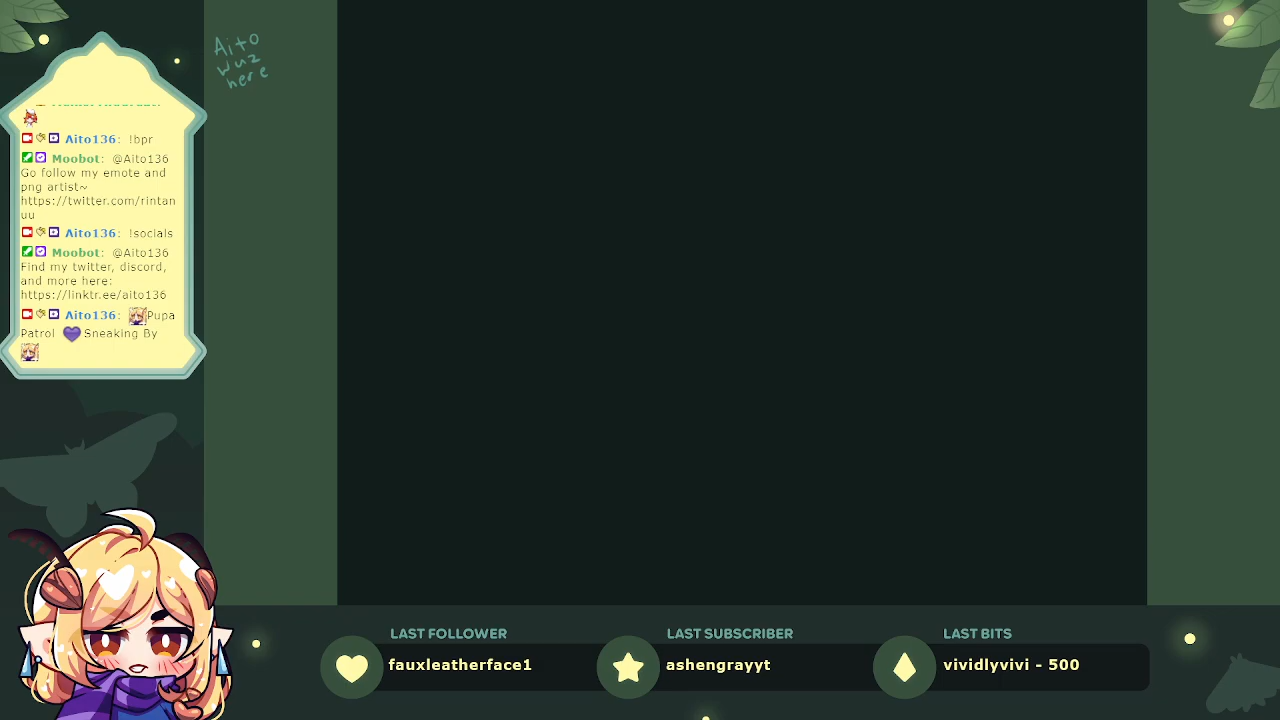 Aito
wuz
here
Aito136: !bpr
Moobot: @Aito136
Go follow my emote and
png artist~
https://twitter.com/rintan
uu
Aito136: !socials
Moobot: @Aito136
Find my twitter, discord,
and more here:
https://linktr.ee/aito136
Aito136: Pupa
Patrol 💜 Sneaking By
LAST FOLLOWER
fauxleatherface1
LAST SUBSCRIBER
ashengrayyt
LAST BITS
vividlyvivi - 500